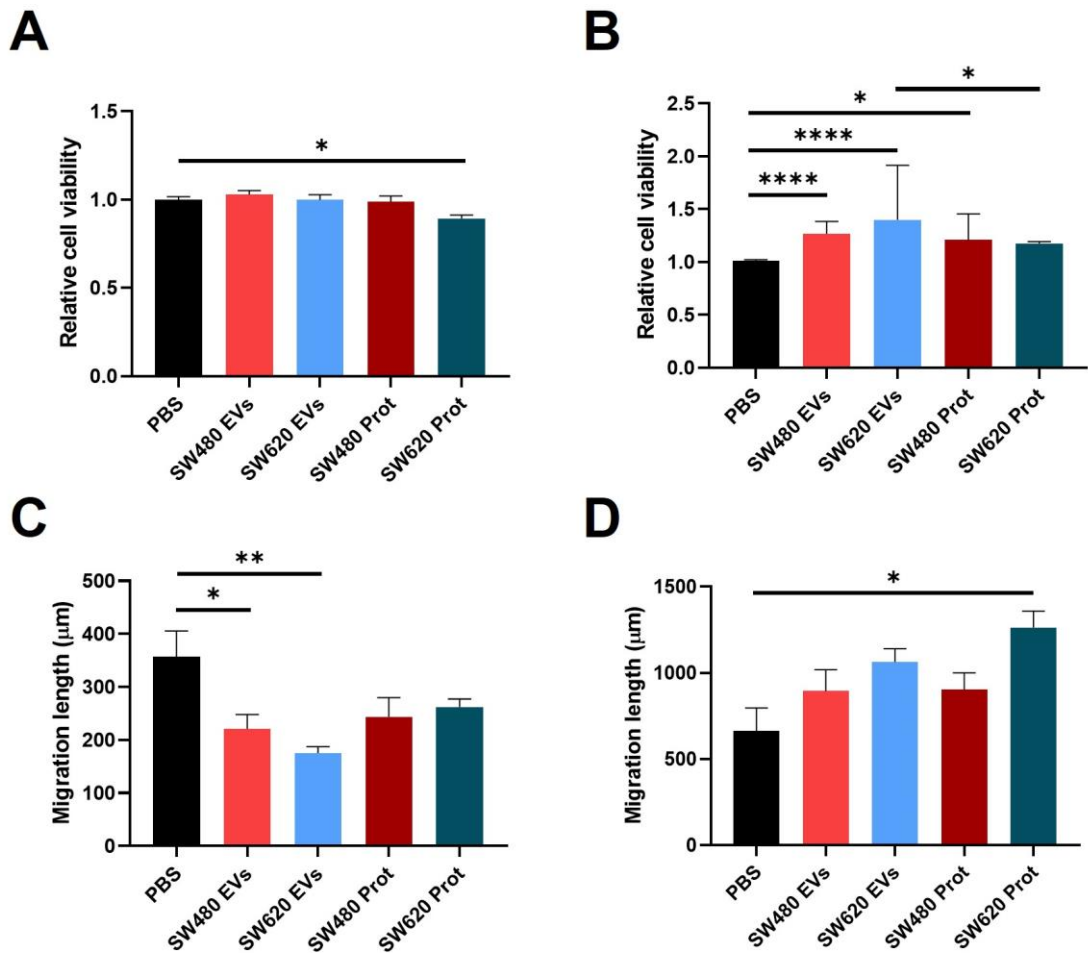 A
Relative cell viability
1.5
1.0
0.5
0.0
*
PBS
SW480 EVs
SW620 EVs
SW480 Prot
SW620 Prot
B
Relative cell viability
2.5
2.0
1.5
1.0
0.5
0.0
*
*
****
****
PBS
SW480 EVs
SW620 EVs
SW480 Prot
SW620 Prot
C
Migration length (μm)
500
400
300
200
100
0
**
*
PBS
SW480 EVs
SW620 EVs
SW480 Prot
SW620 Prot
D
Migration length (μm)
1500
1000
500
0
*
PBS
SW480 EVs
SW620 EVs
SW480 Prot
SW620 Prot